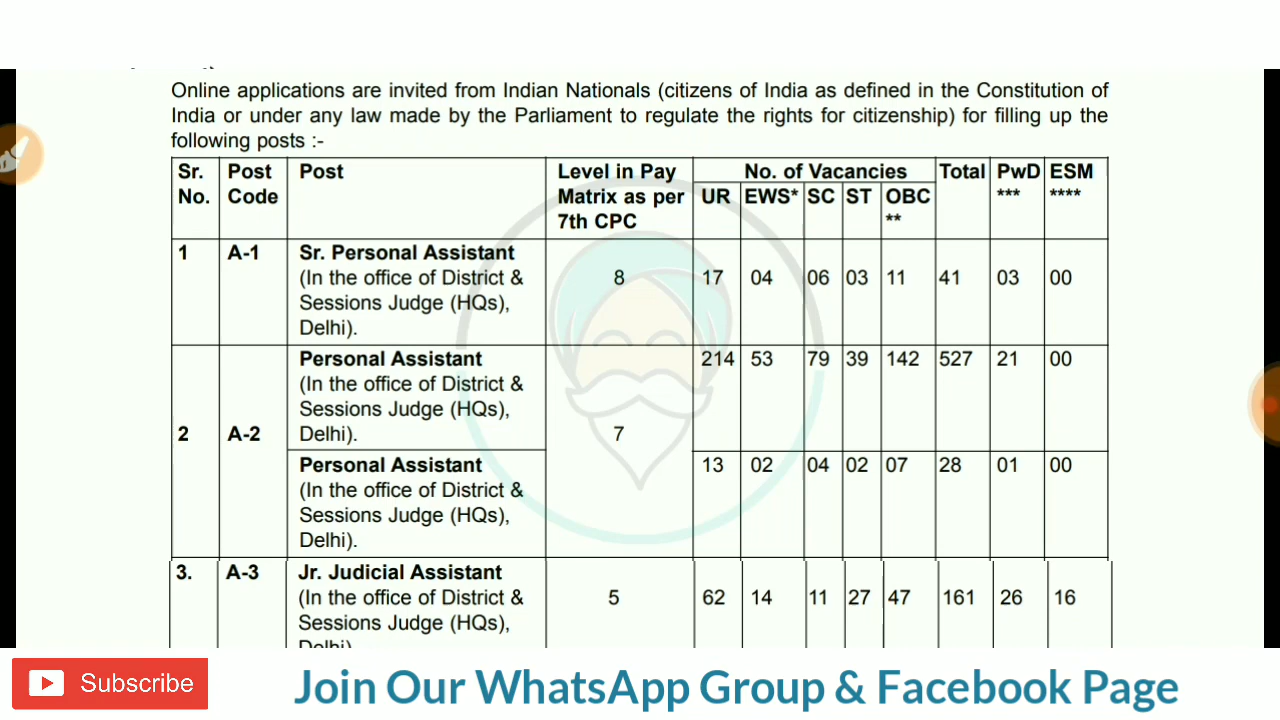 Online applications are invited from Indian Nationals (citizens of India as defined in the Constitution of
India or under any law made by the Parliament to regulate the rights for citizenship) for filling up the
following posts :-
Sr. No. Post Code Post Level in Pay Matrix as per 7th CPC No. of Vacancies Total PwD *** ESM ****
UR EWS* SC ST OBC **
1 A-1 Sr. Personal Assistant
(In the office of District & 8 17 04 06 03 11 41 03 00
Sessions Judge (HQs),
Delhi).
Personal Assistant 214 53 79 39 142 527 21 00
(In the office of District &
Sessions Judge (HQs),
2 A-2 Delhi). 7
Personal Assistant 13 02 04 02 07 28 01 00
(In the office of District &
Sessions Judge (HQs),
Delhi).
3. A-3 Jr. Judicial Assistant
(In the office of District & 5 62 14 11 27 47 161 26 16
Sessions Judge (HQs),
Delhi)
Subscribe
Join Our WhatsApp Group & Facebook Page